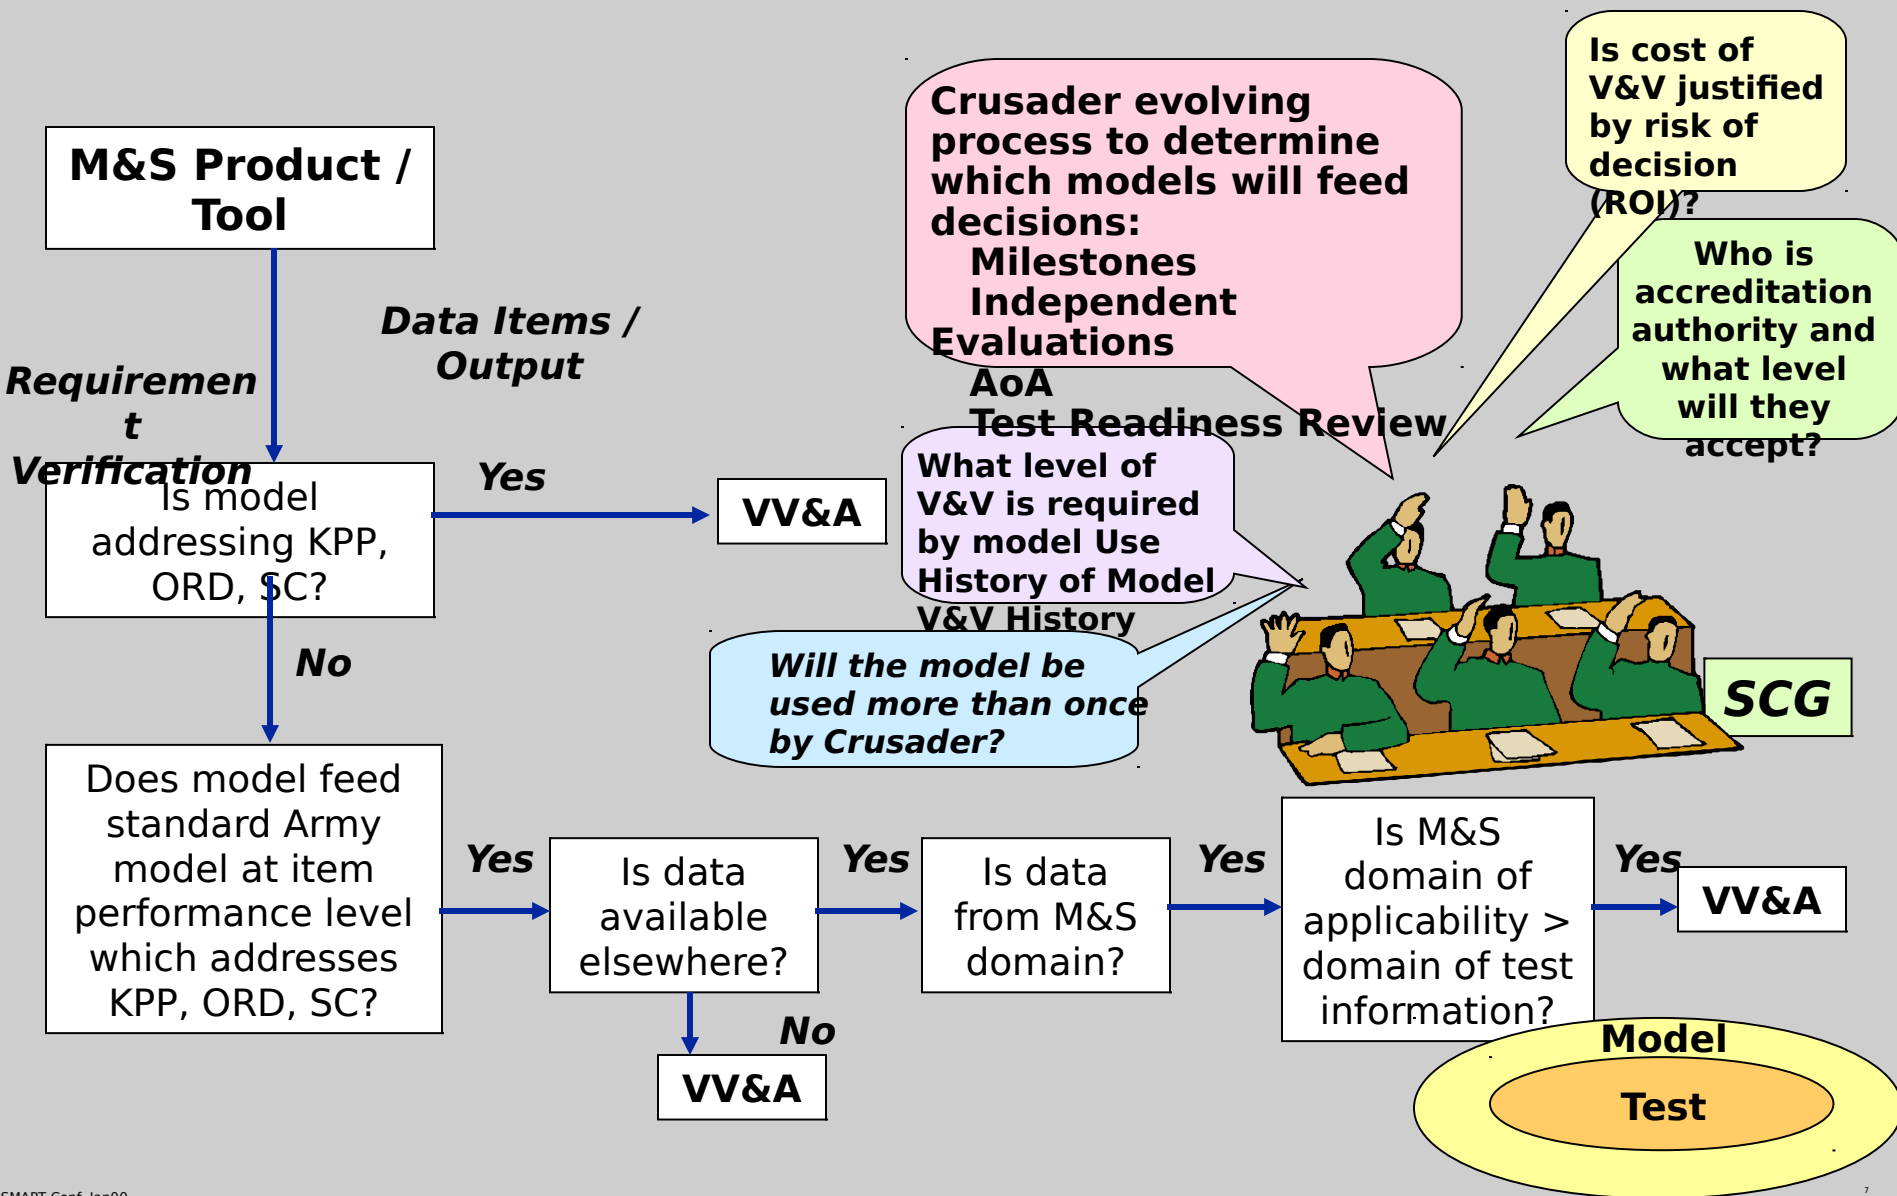 M&S Product /
Tool
Data Items /
Output
Requiremen
t
Verification
Is model
addressing KPP,
ORD, SC?
Yes
VV&A
No
Does model feed
standard Army
model at item
performance level
which addresses
KPP, ORD, SC?
Yes
Is data
available
elsewhere?
No
VV&A
Yes
Is data
from M&S
domain?
Yes
Is M&S
domain of
applicability >
domain of test
information?
Yes
VV&A
Model
Test
Crusader evolving
process to determine
which models will feed
decisions:
Milestones
Independent
Evaluations
AoA
Test Readiness Review
Is cost of
V&V justified
by risk of
decision
(ROI)?
Who is
accreditation
authority and
what level
will they
accept?
What level of
V&V is required
by model Use
History of Model
V&V History
Will the model be
used more than once
by Crusader?
SCG
7